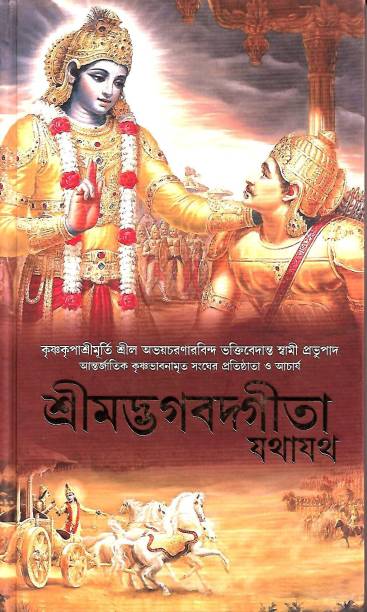 কৃষ্ণকৃপাশ্রীমূর্তি শ্রীল অভয়চরণারবিন্দ ভক্তিবেদান্ত স্বামী প্রভুপাদ
আন্তর্জাতিক কৃষ্ণভাবনামৃত সংঘের প্রতিষ্ঠাতা ও আচার্য
শ্রীমদ্ভগবদ্গীতা
যথাযথ